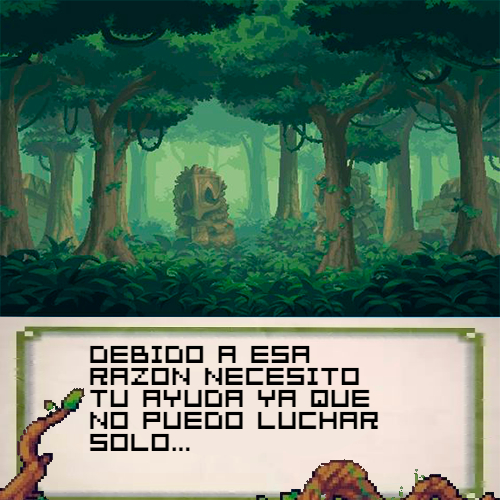 DEBIDO A ESA
RAZON NECESITO
TU AYUDA YA QUE
NO PUEDO LUCHAR
SOLO...